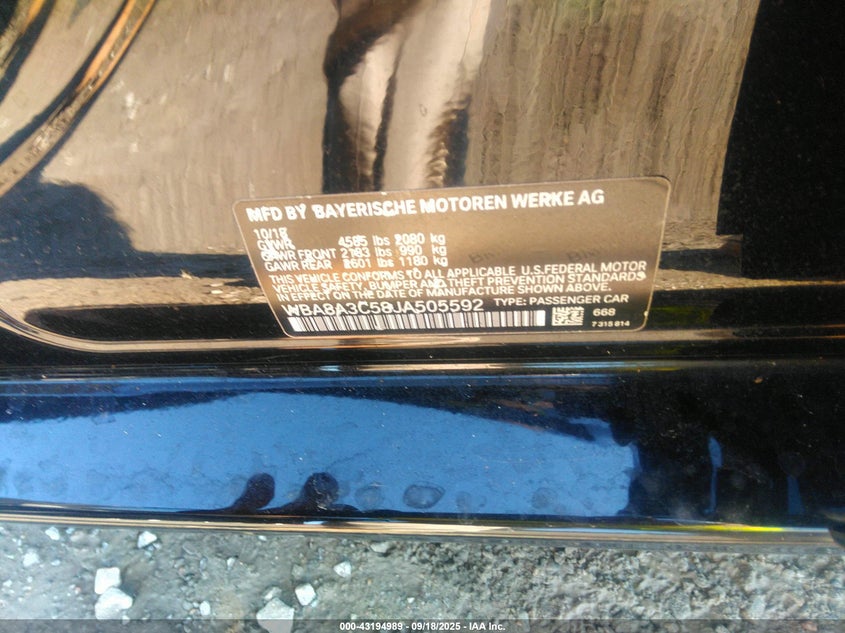 MFD BY BAYERISCHE MOTOREN WERKE AG
GVWR 4585 lbs 2080 kg
GAWR FRONT 2183 lbs 990 kg
GAWR REAR 2601 lbs 1180 kg
THIS VEHICLE CONFORMS TO ALL APPLICABLE U.S.FEDERAL MOTOR
VEHICLE SAFETY, BUMPER AND.THEFT PREVENTION STANDARDS
IN EFFECT ON THE DATE OF MANUFACTURE SHOWN ABOVE.
WBA8A3C58JA505592 TYPE: PASSENGER CAR
668
7 315 814
000-43194989 - 09/18/2025 - IAA Inc.